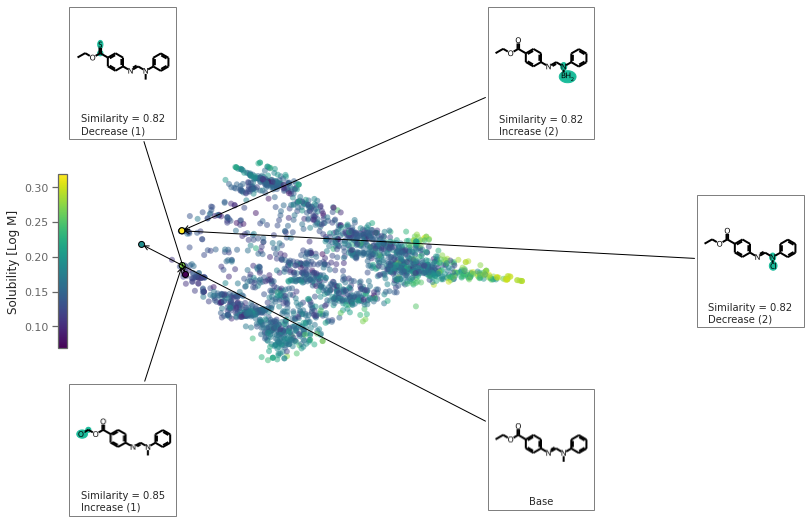 Similarity = 0.82
Decrease (1)
Similarity = 0.82
Increase (2)
Solubility [Log M]
0.30
0.25
0.20
0.15
0.10
Similarity = 0.82
Decrease (2)
Similarity = 0.85
Increase (1)
Base